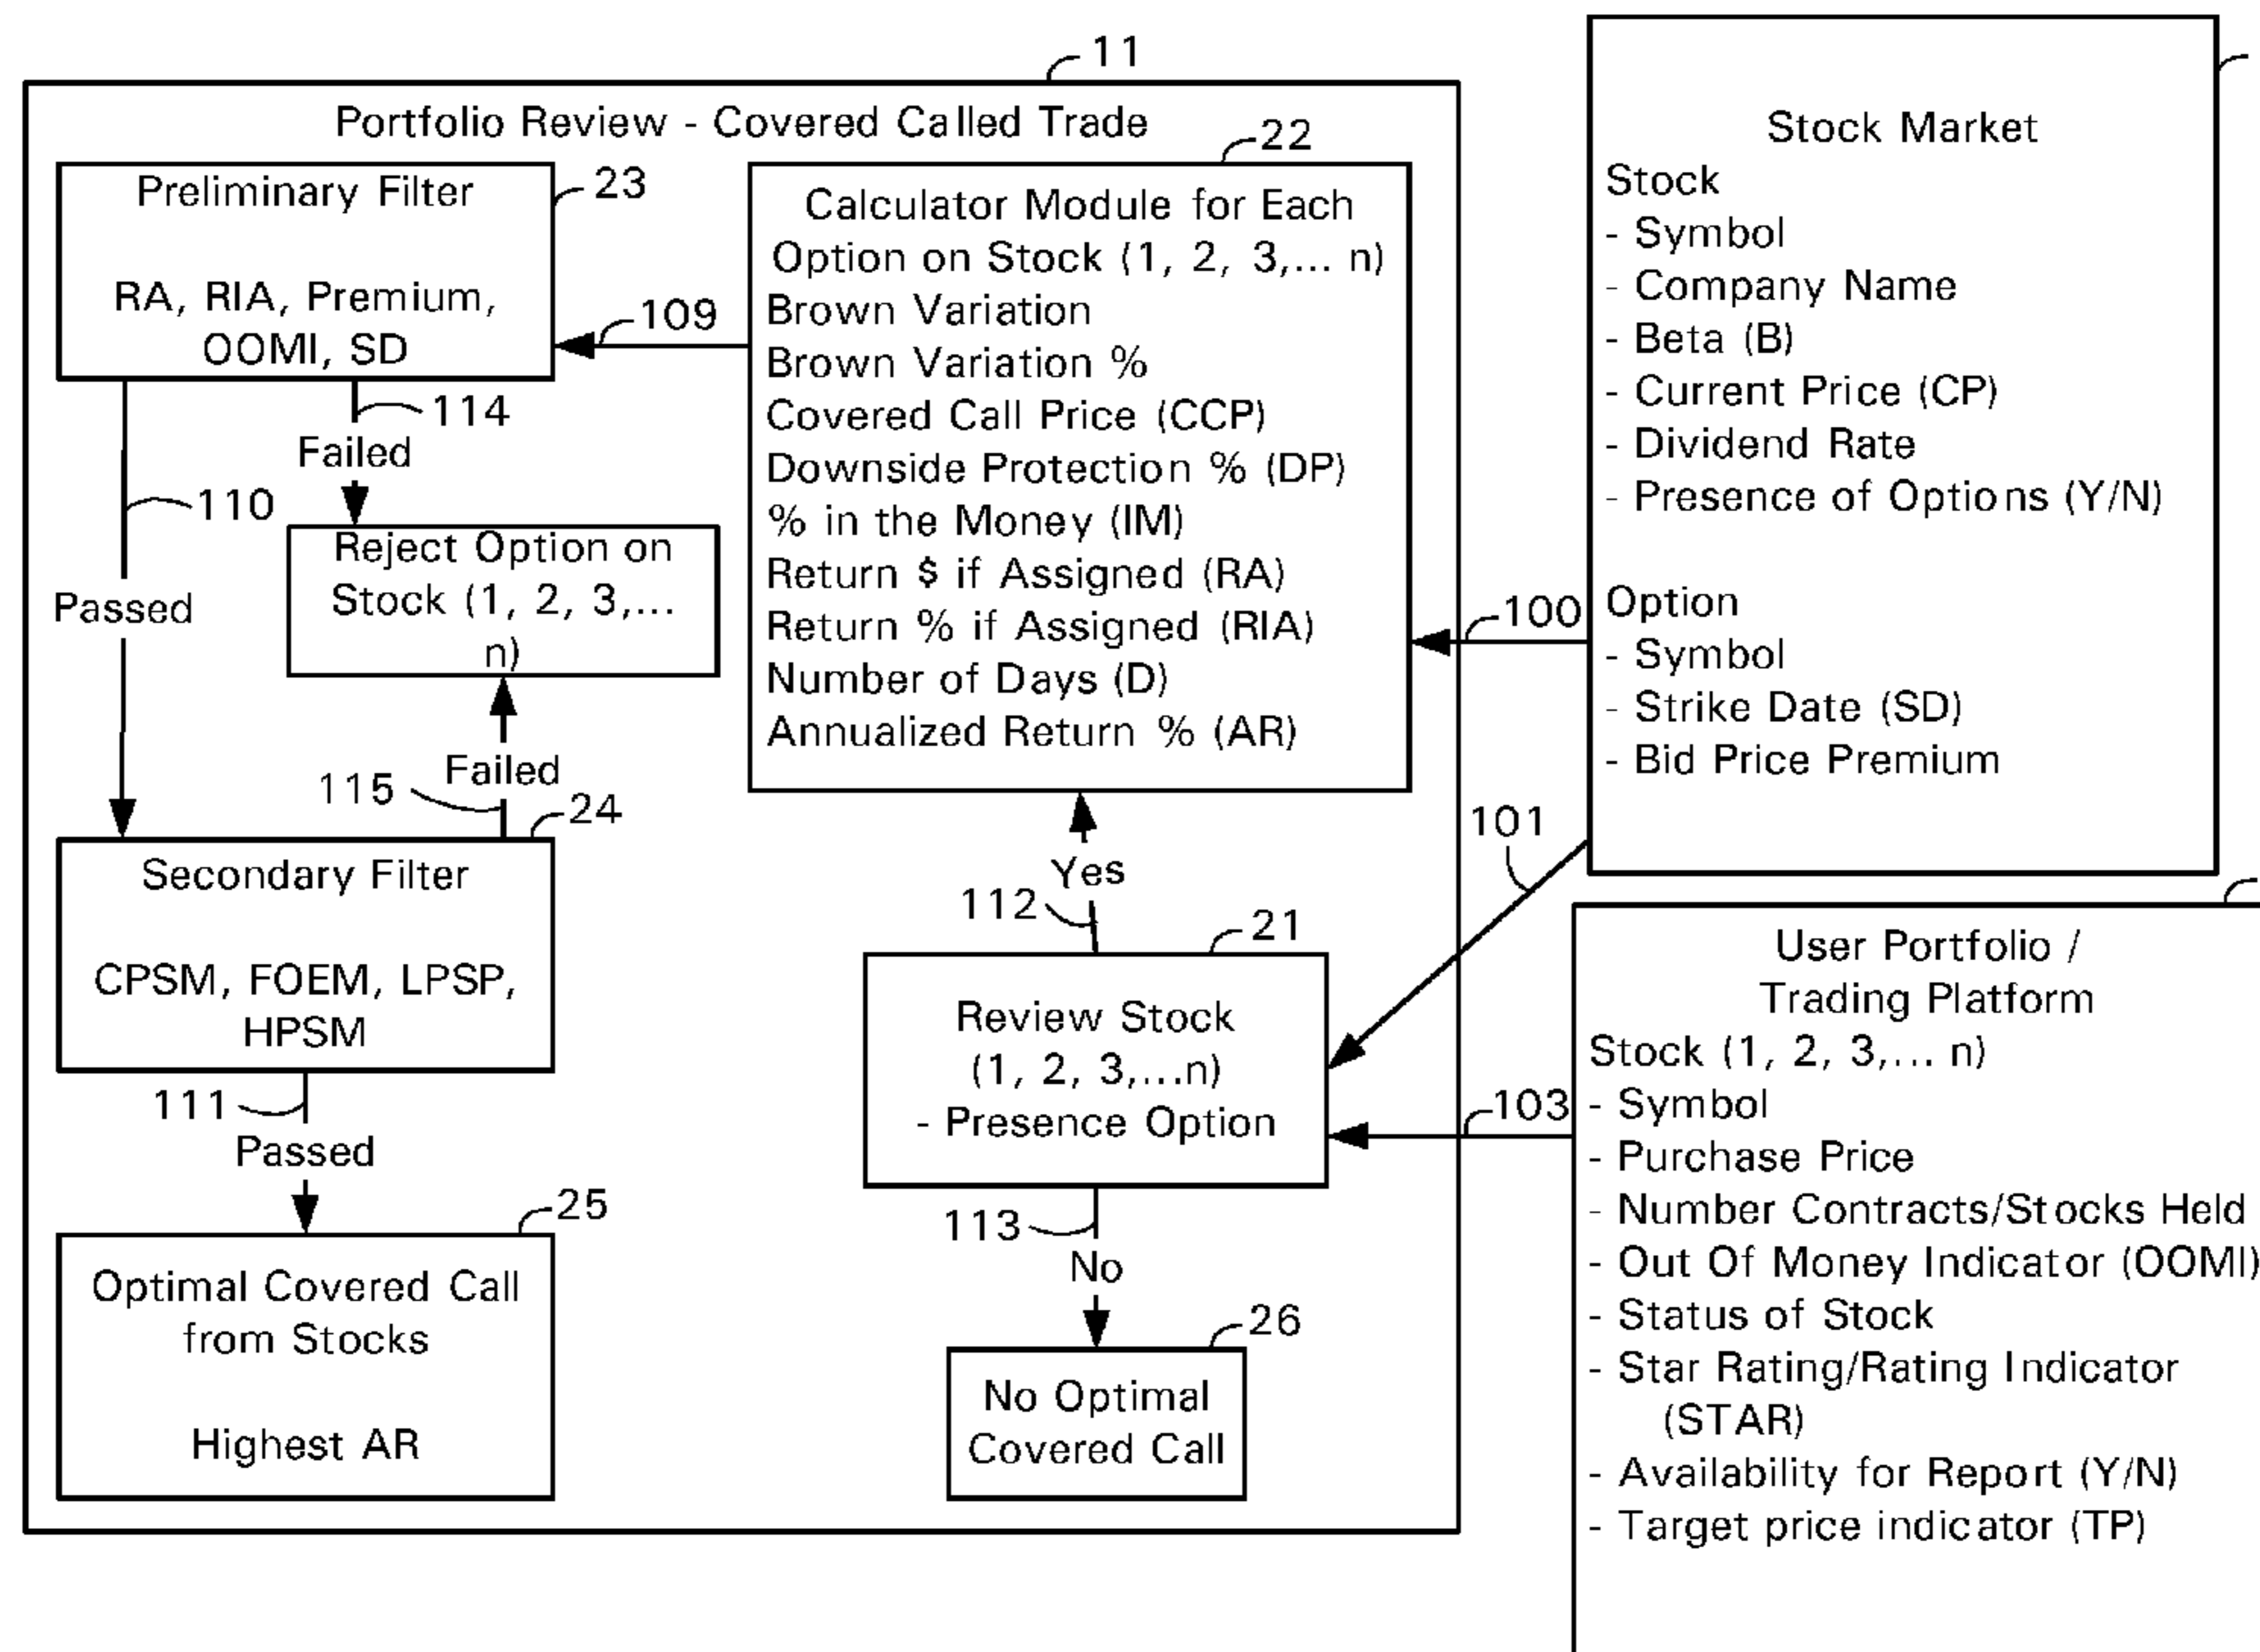 11
Portfolio Review - Covered Called Trade
23
Preliminary Filter
RA, RIA, Premium,
OOMI, SD
109
22
Calculator Module for Each
Option on Stock (1, 2, 3,... n)
Brown Variation
Brown Variation %
Covered Call Price (CCP)
Downside Protection % (DP)
% in the Money (IM)
Return $ if Assigned (RA)
Return % if Assigned (RIA)
Number of Days (D)
Annualized Return % (AR)
114
Failed
110
Passed
Reject Option on
Stock (1, 2, 3,...
n)
115
Failed
24
Secondary Filter
CPSM, FOEM, LPSP,
HPSM
111
Passed
25
Optimal Covered Call
from Stocks
Highest AR
Yes
112
21
Review Stock
(1, 2, 3,...n)
- Presence Option
113
No
26
No Optimal
Covered Call
100
101
103
Stock Market
Stock
- Symbol
- Company Name
- Beta (B)
- Current Price (CP)
- Dividend Rate
- Presence of Options (Y/N)
Option
- Symbol
- Strike Date (SD)
- Bid Price Premium
User Portfolio /
Trading Platform
Stock (1, 2, 3,... n)
- Symbol
- Purchase Price
- Number Contracts/Stocks Held
- Out Of Money Indicator (OOMI)
- Status of Stock
- Star Rating/Rating Indicator
(STAR)
- Availability for Report (Y/N)
- Target price indicator (TP)